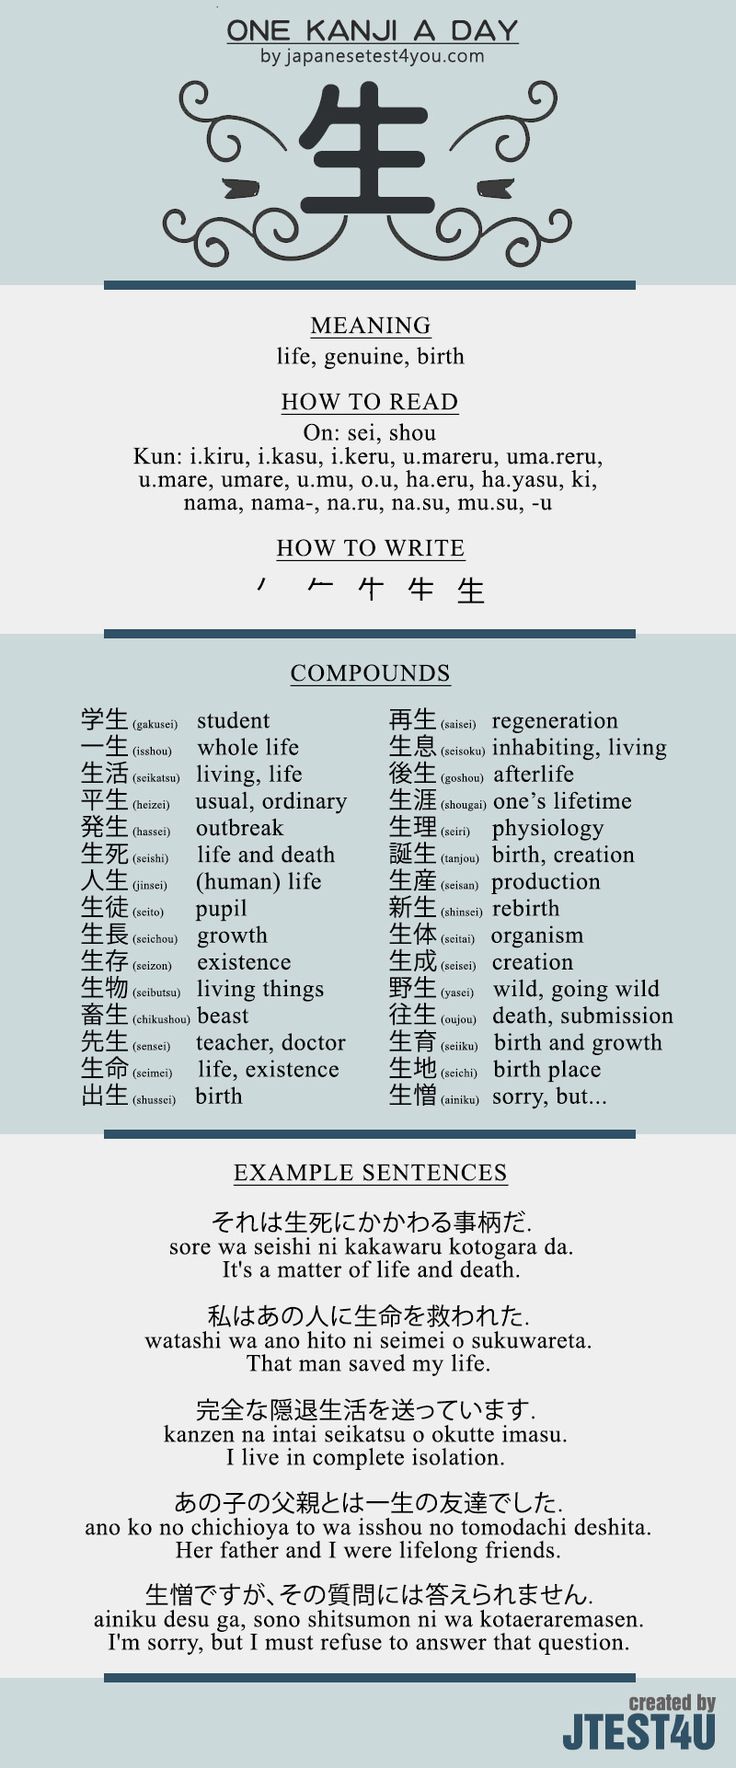 ONE KANJI A DAY
by japanesetest4you.com
生
MEANING
life, genuine, birth
HOW TO READ
On: sei, shou
Kun: i.kiru, i.kasu, i.keru, u.mareru, uma.reru,
u.mare, umare, u.mu, o.u, ha.eru, ha.yasu, ki,
nama, nama-, na.ru, na.su, mu.su, -u
HOW TO WRITE
生
COMPOUNDS
学生 (gakusei) student
一生 (isshou) whole life
生活 (seikatsu) living, life
平生 (heizei) usual, ordinary
発生 (hassei) outbreak
生死 (seishi) life and death
人生 (jinsei) (human) life
生徒 (seito) pupil
生長 (seichou) growth
生存 (seizon) existence
生物 (seibutsu) living things
畜生 (chikushou) beast
先生 (sensei) teacher, doctor
生命 (seimei) life, existence
出生 (shussei) birth
再生 (saisei) regeneration
生息 (seisoku) inhabiting, living
後生 (goshou) afterlife
生涯 (shougai) one’s lifetime
生理 (seiri) physiology
誕生 (tanjou) birth, creation
生産 (seisan) production
新生 (shinsei) rebirth
生体 (seitai) organism
生成 (seisei) creation
野生 (yasei) wild, going wild
往生 (oujou) death, submission
生育 (seiiku) birth and growth
生地 (seichi) birth place
生憎 (ainiku) sorry, but...
EXAMPLE SENTENCES
それは生死にかかわる事柄だ.
sore wa seishi ni kakawaru kotogara da.
It's a matter of life and death.
私はあの人に生命を救われた.
watashi wa ano hito ni seimei o sukuwareta.
That man saved my life.
完全な隠退生活を送っています.
kanzen na intai seikatsu o okutte imasu.
I live in complete isolation.
あの子の父親とは一生の友達でした.
ano ko no chichioya to wa isshou no tomodachi deshita.
Her father and I were lifelong friends.
生憎ですが、その質問には答えられません.
ainiku desu ga, sono shitsumon ni wa kotaeraremasen.
I'm sorry, but I must refuse to answer that question.
created by
JTEST4U